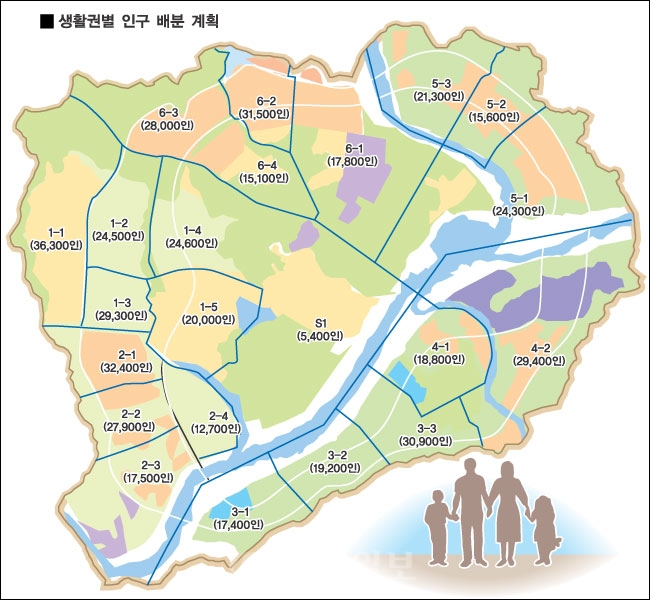 ■ 생활권별 인구 배분 계획
5-3
(21,300인)
5-2
(15,600인)
6-3
(28,000인)
6-2
(31,500인)
6-1
(17,800인)
6-4
(15,100인)
5-1
(24,300인)
1-1
(36,300인)
1-2
(24,500인)
1-4
(24,600인)
1-3
(29,300인)
1-5
(20,000인)
S1
(5,400인)
4-1
(18,800인)
4-2
(29,400인)
2-1
(32,400인)
2-2
(27,900인)
2-4
(12,700인)
3-3
(30,900인)
2-3
(17,500인)
3-2
(19,200인)
3-1
(17,400인)